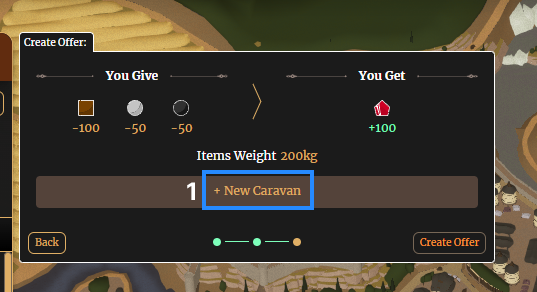 Create Offer:
You Give
You Get
-100 -50 -50
+100
Items Weight 200kg
1 + New Caravan
Back
Create Offer